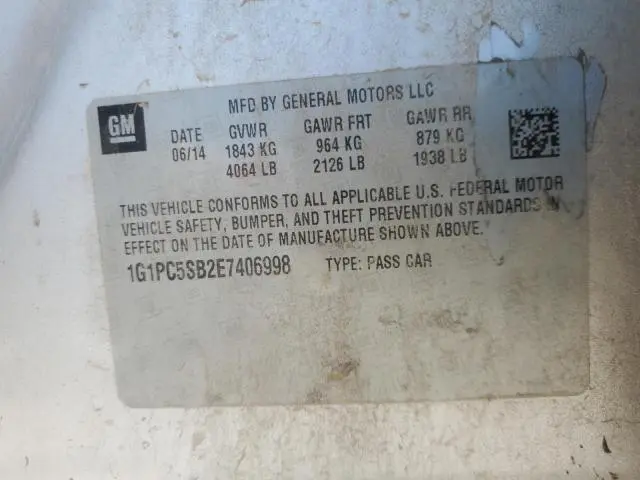 MFD BY GENERAL MOTORS LLC
GM
DATE GVWR GAWR FRT GAWR RR
06/14 1843 KG 964 KG 879 KG
4064 LB 2126 LB 1938 LB
THIS VEHICLE CONFORMS TO ALL APPLICABLE U.S. FEDERAL MOTOR
VEHICLE SAFETY, BUMPER, AND THEFT PREVENTION STANDARDS IN
EFFECT ON THE DATE OF MANUFACTURE SHOWN ABOVE.
1G1PC5SB2E7406998 TYPE: PASS CAR